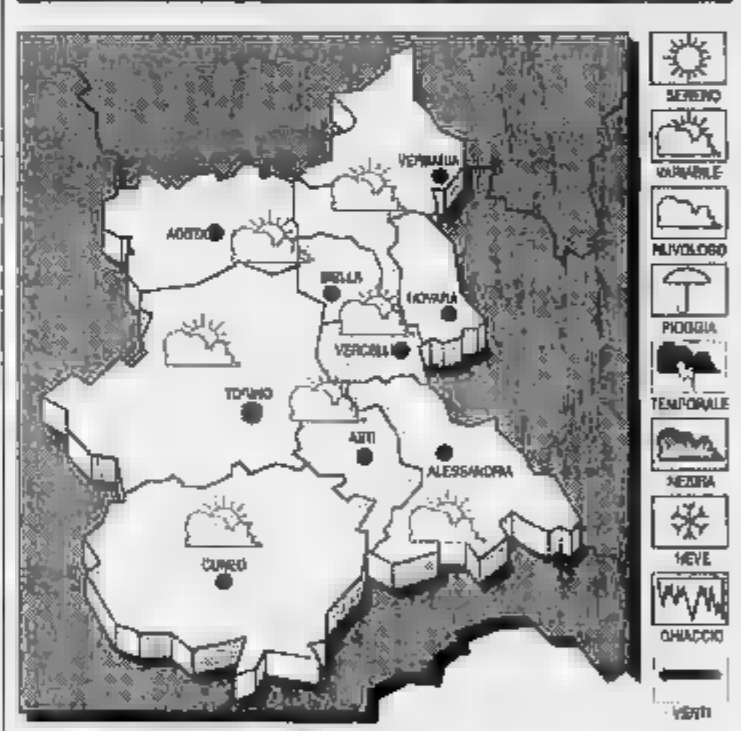 VERBANIA
AOSTA
BIELLA
NOVARA
VERCELLI
TORINO
ASTI
ALESSANDRIA
CUNEO
SERENO
VARIABILE
NUVOLOSO
PIOGGIA
TEMPORALE
NEBBIA
NEVE
GHIACCIO
VENTI